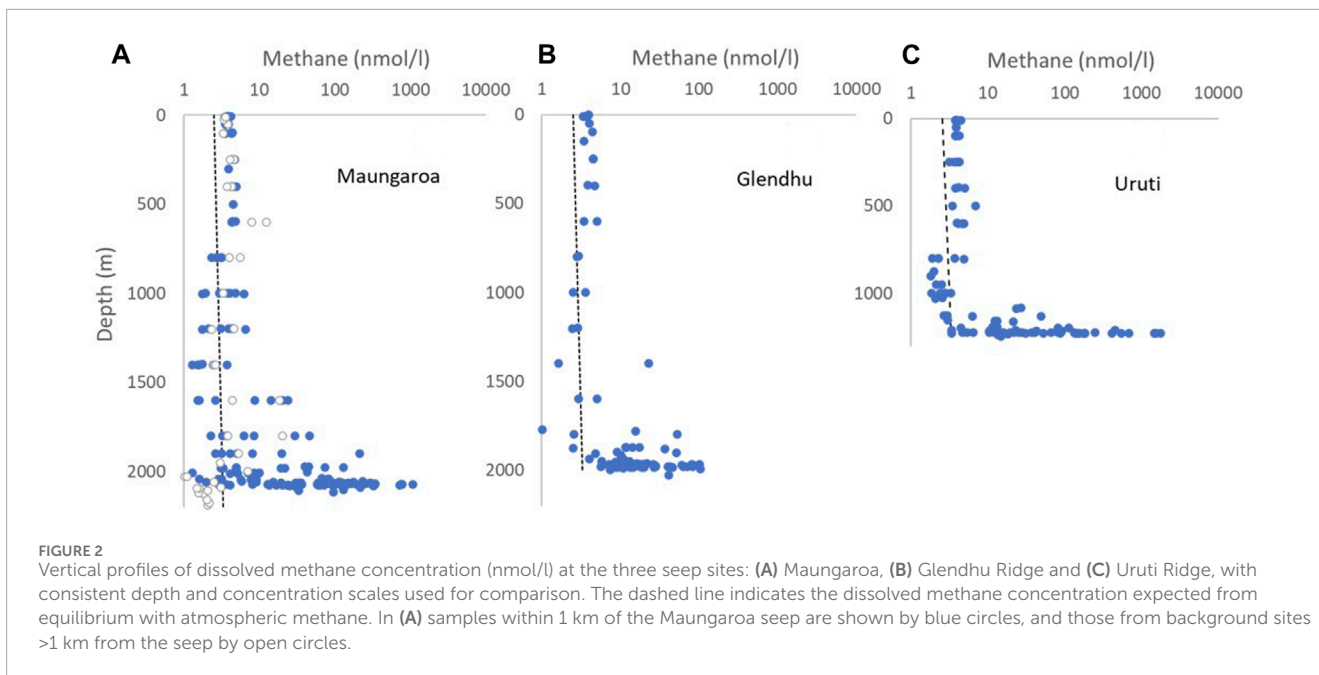 A
Methane (nmol/l)
1 10 100 1000 10000
0
500
1000
1500
2000
Depth (m)
Maungaroa
B
Methane (nmol/l)
1 10 100 1000 10000
0
500
1000
1500
2000
Glendhu
C
Methane (nmol/l)
1 10 100 1000 10000
0
500
1000
Uruti
FIGURE 2
Vertical profiles of dissolved methane concentration (nmol/l) at the three seep sites: (A) Maungaroa, (B) Glendhu Ridge and (C) Uruti Ridge, with
consistent depth and concentration scales used for comparison. The dashed line indicates the dissolved methane concentration expected from
equilibrium with atmospheric methane. In (A) samples within 1 km of the Maungaroa seep are shown by blue circles, and those from background sites
>1 km from the seep by open circles.